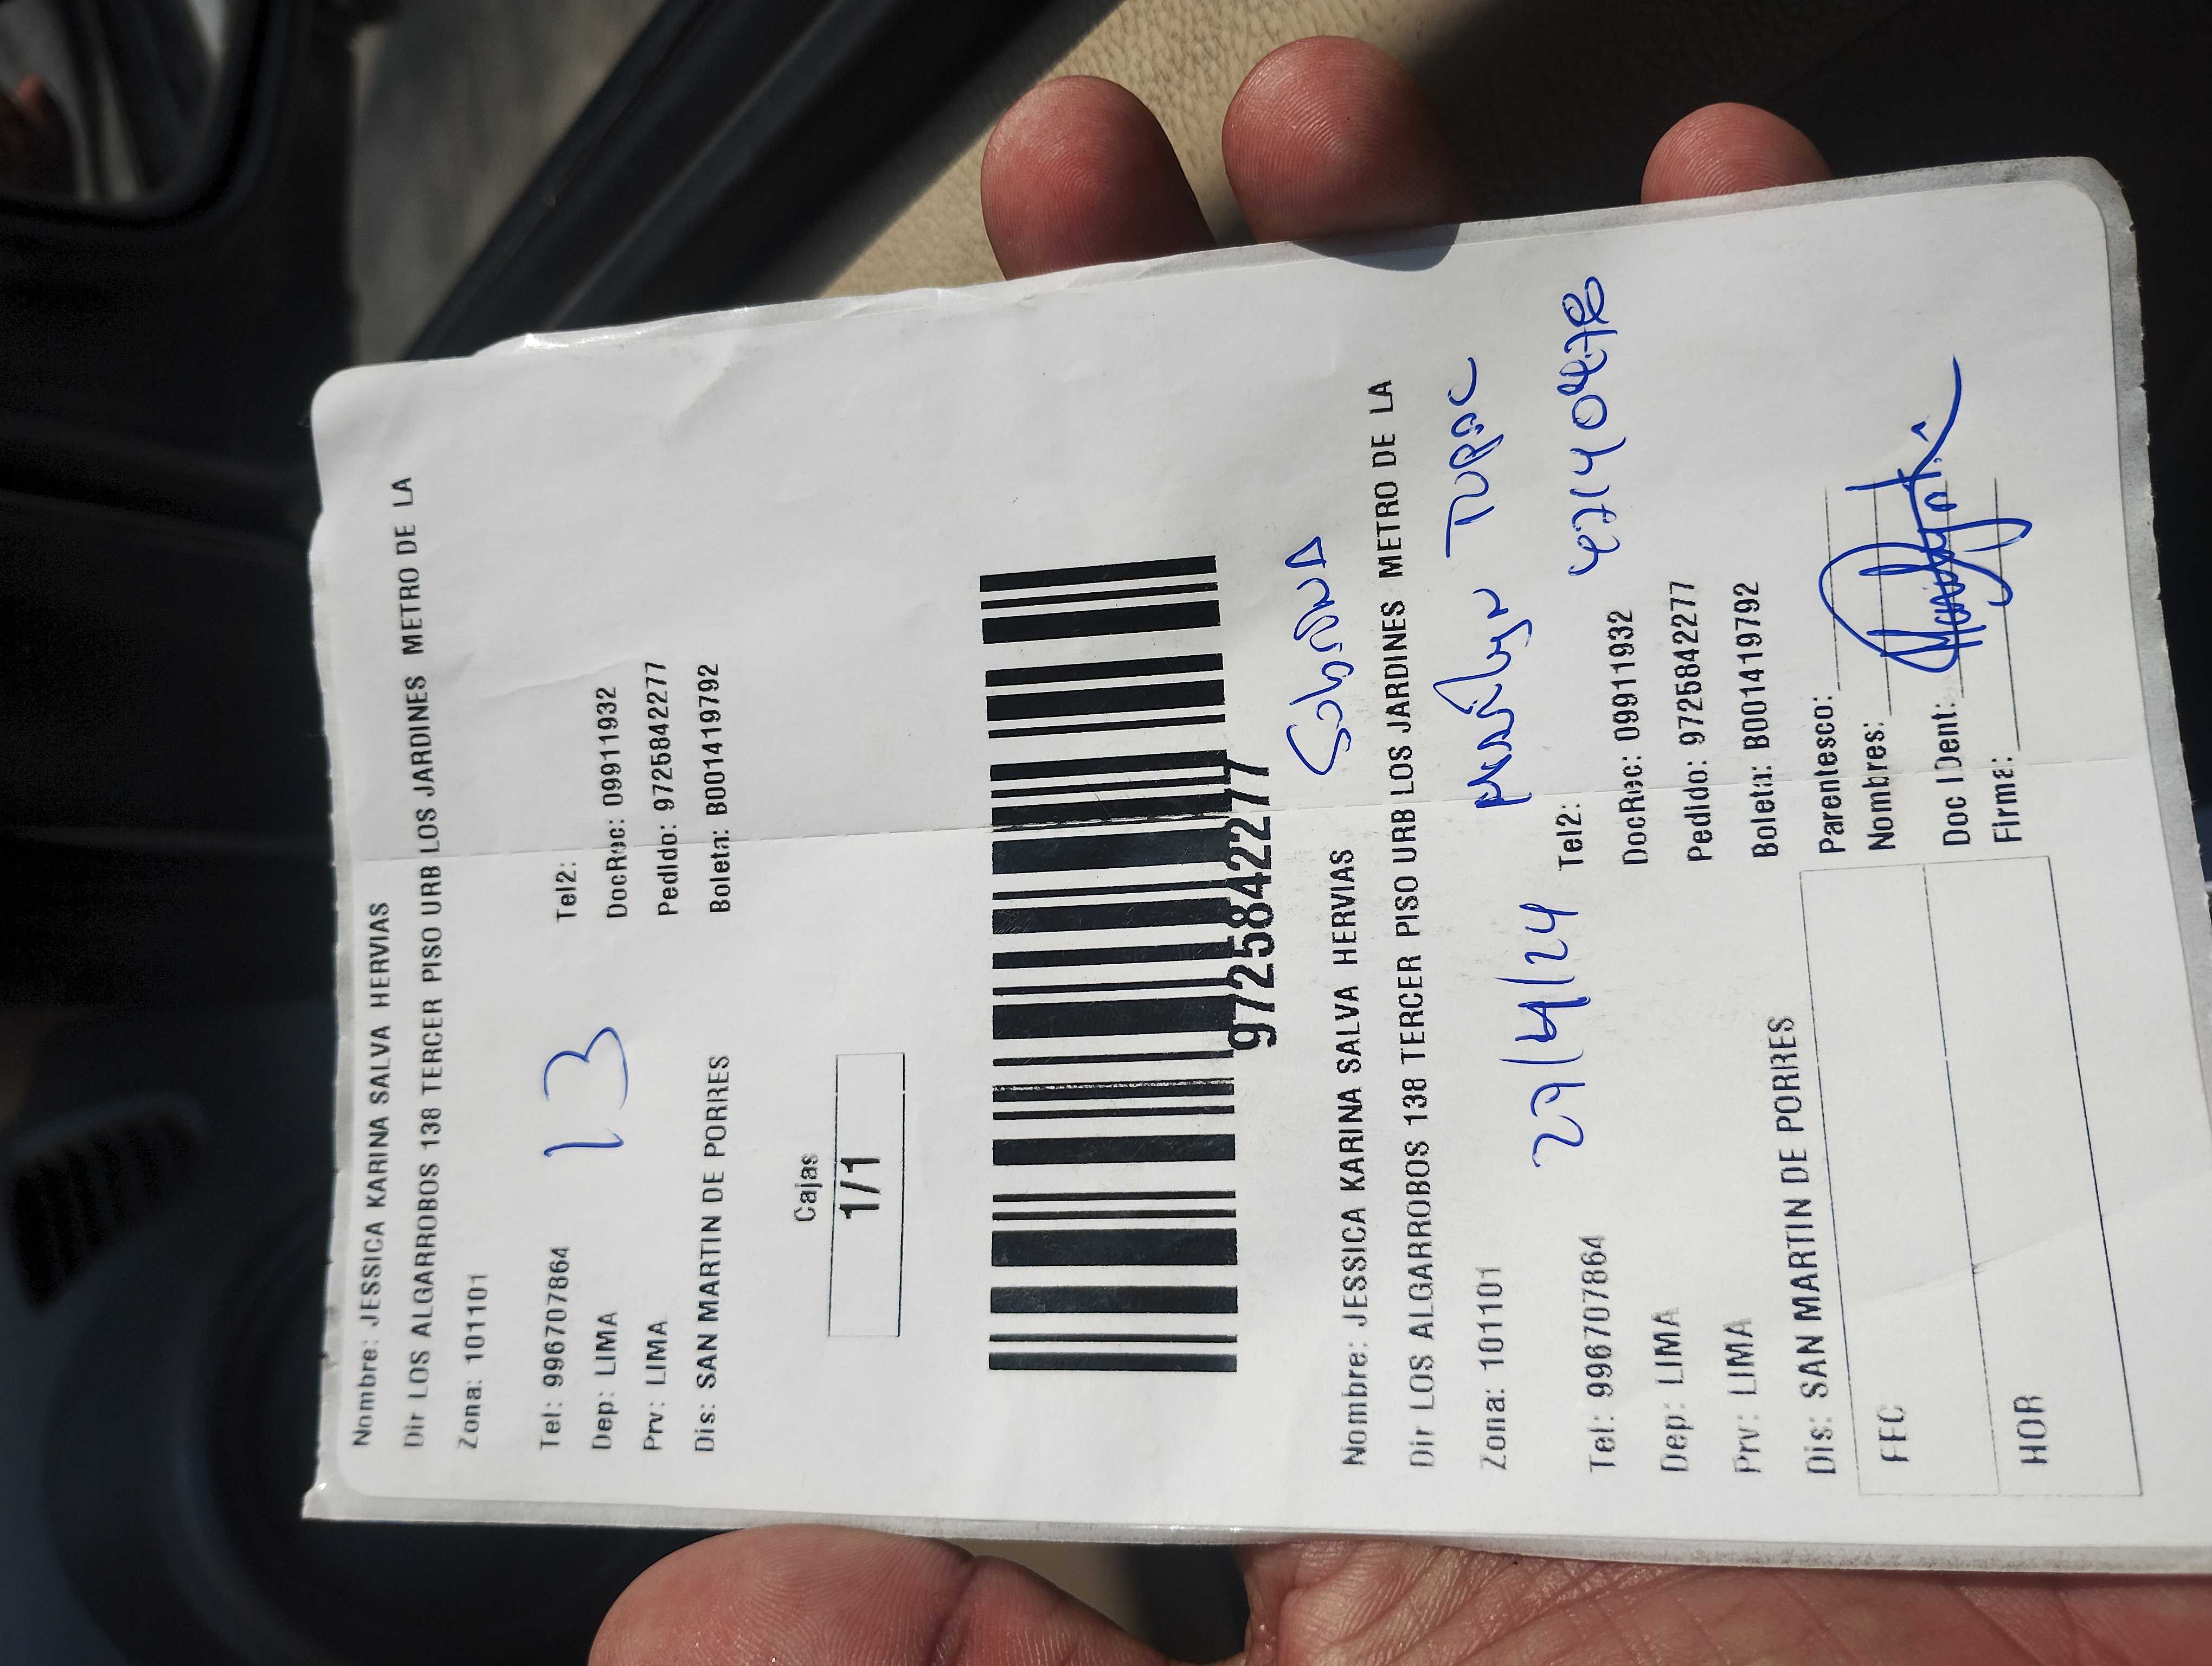 Nombre: JESSICA KARINA SALVA HERVIAS
Dir LOS ALGARROBOS 138 TERCER PISO URB LOS JARDINES METRO DE LA
Zona: 101101
13
Tel: 996707864 Tel2:
Dep: LIMA DocRec: 09911932
Prv: LIMA Pedido: 9725842277
Dis: SAN MARTIN DE PORRES Boleta: B001419792
Cajas
1/1
9725842277
Nombre: JESSICA KARINA SALVA HERVIAS
Dir LOS ALGARROBOS 138 TERCER PISO URB LOS JARDINES METRO DE LA
Zona: 101101
29/4/24
Tel: 996707864 Tel2:
Dep: LIMA DocRec: 09911932
Prv: LIMA Pedido: 9725842277
Dis: SAN MARTIN DE PORRES Boleta: B001419792
FEC
HOR
Parentesco:
Nombres:
Doc IDent:
Firma: